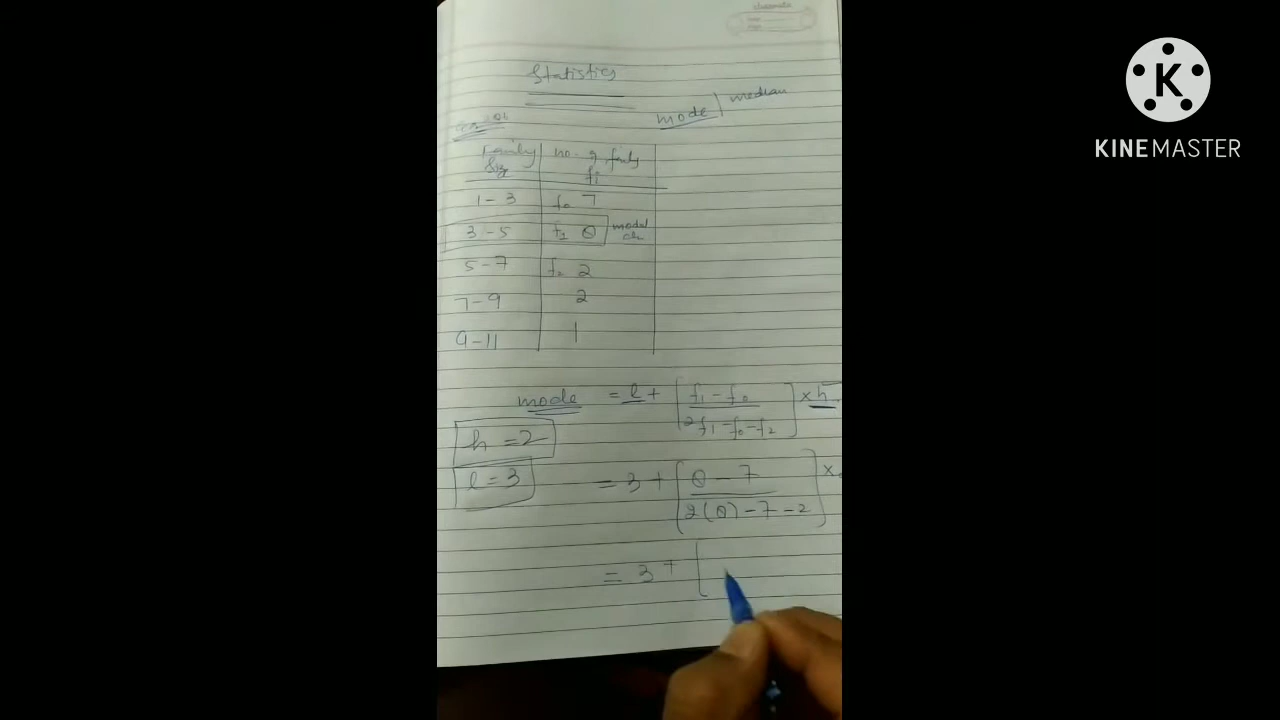 classmate
Statistics
mode | median
Family Size | no. of family fi
1 - 3 | f0 7
3 - 5 | f1 8 modal
5 - 7 | f2 2
7 - 9 | 2
9 - 11 | 1
mode = l + [ f1 - f0 / 2f1 - f0 - f2 ] × h
h = 2
l = 3
= 3 + [ 8 - 7 / 2(8) - 7 - 2 ] ×
= 3 + [
K
KINEMASTER